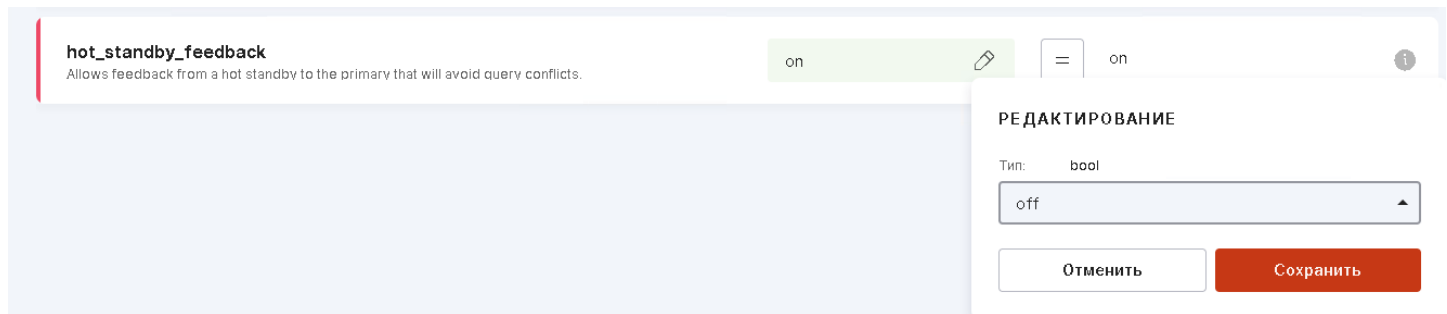 hot_standby_feedback
Allows feedback from a hot standby to the primary that will avoid query conflicts.
on
=
on
i
РЕДАКТИРОВАНИЕ
Тип: bool
off
Отменить Сохранить